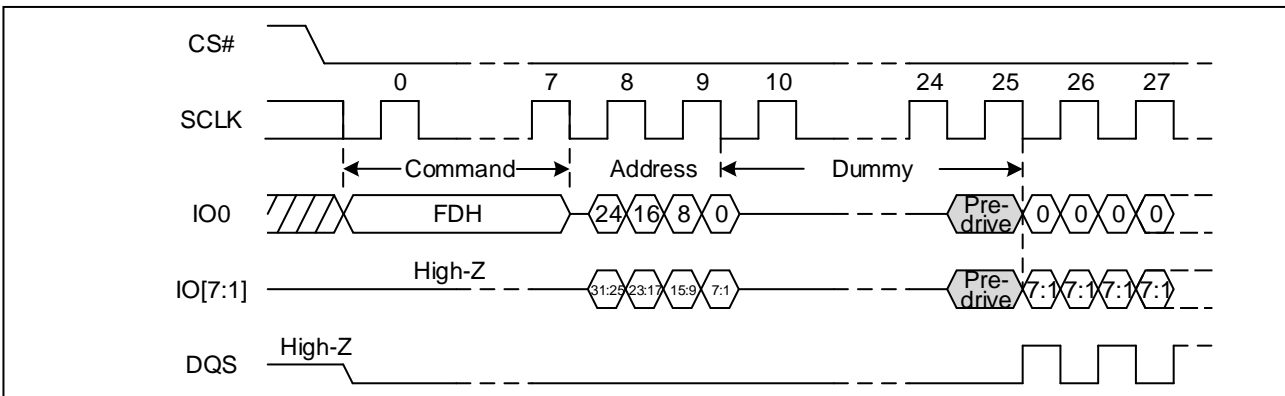 CS#
0 7 8 9 10 24 25 26 27
SCLK
Command Address Dummy
IO0 FDH 24 16 8 0 Pre-drive 0 0 0 0
High-Z
IO[7:1] 31:25 23:17 15:9 7:1 Pre-drive 7:1 7:1 7:1 7:1
High-Z
DQS